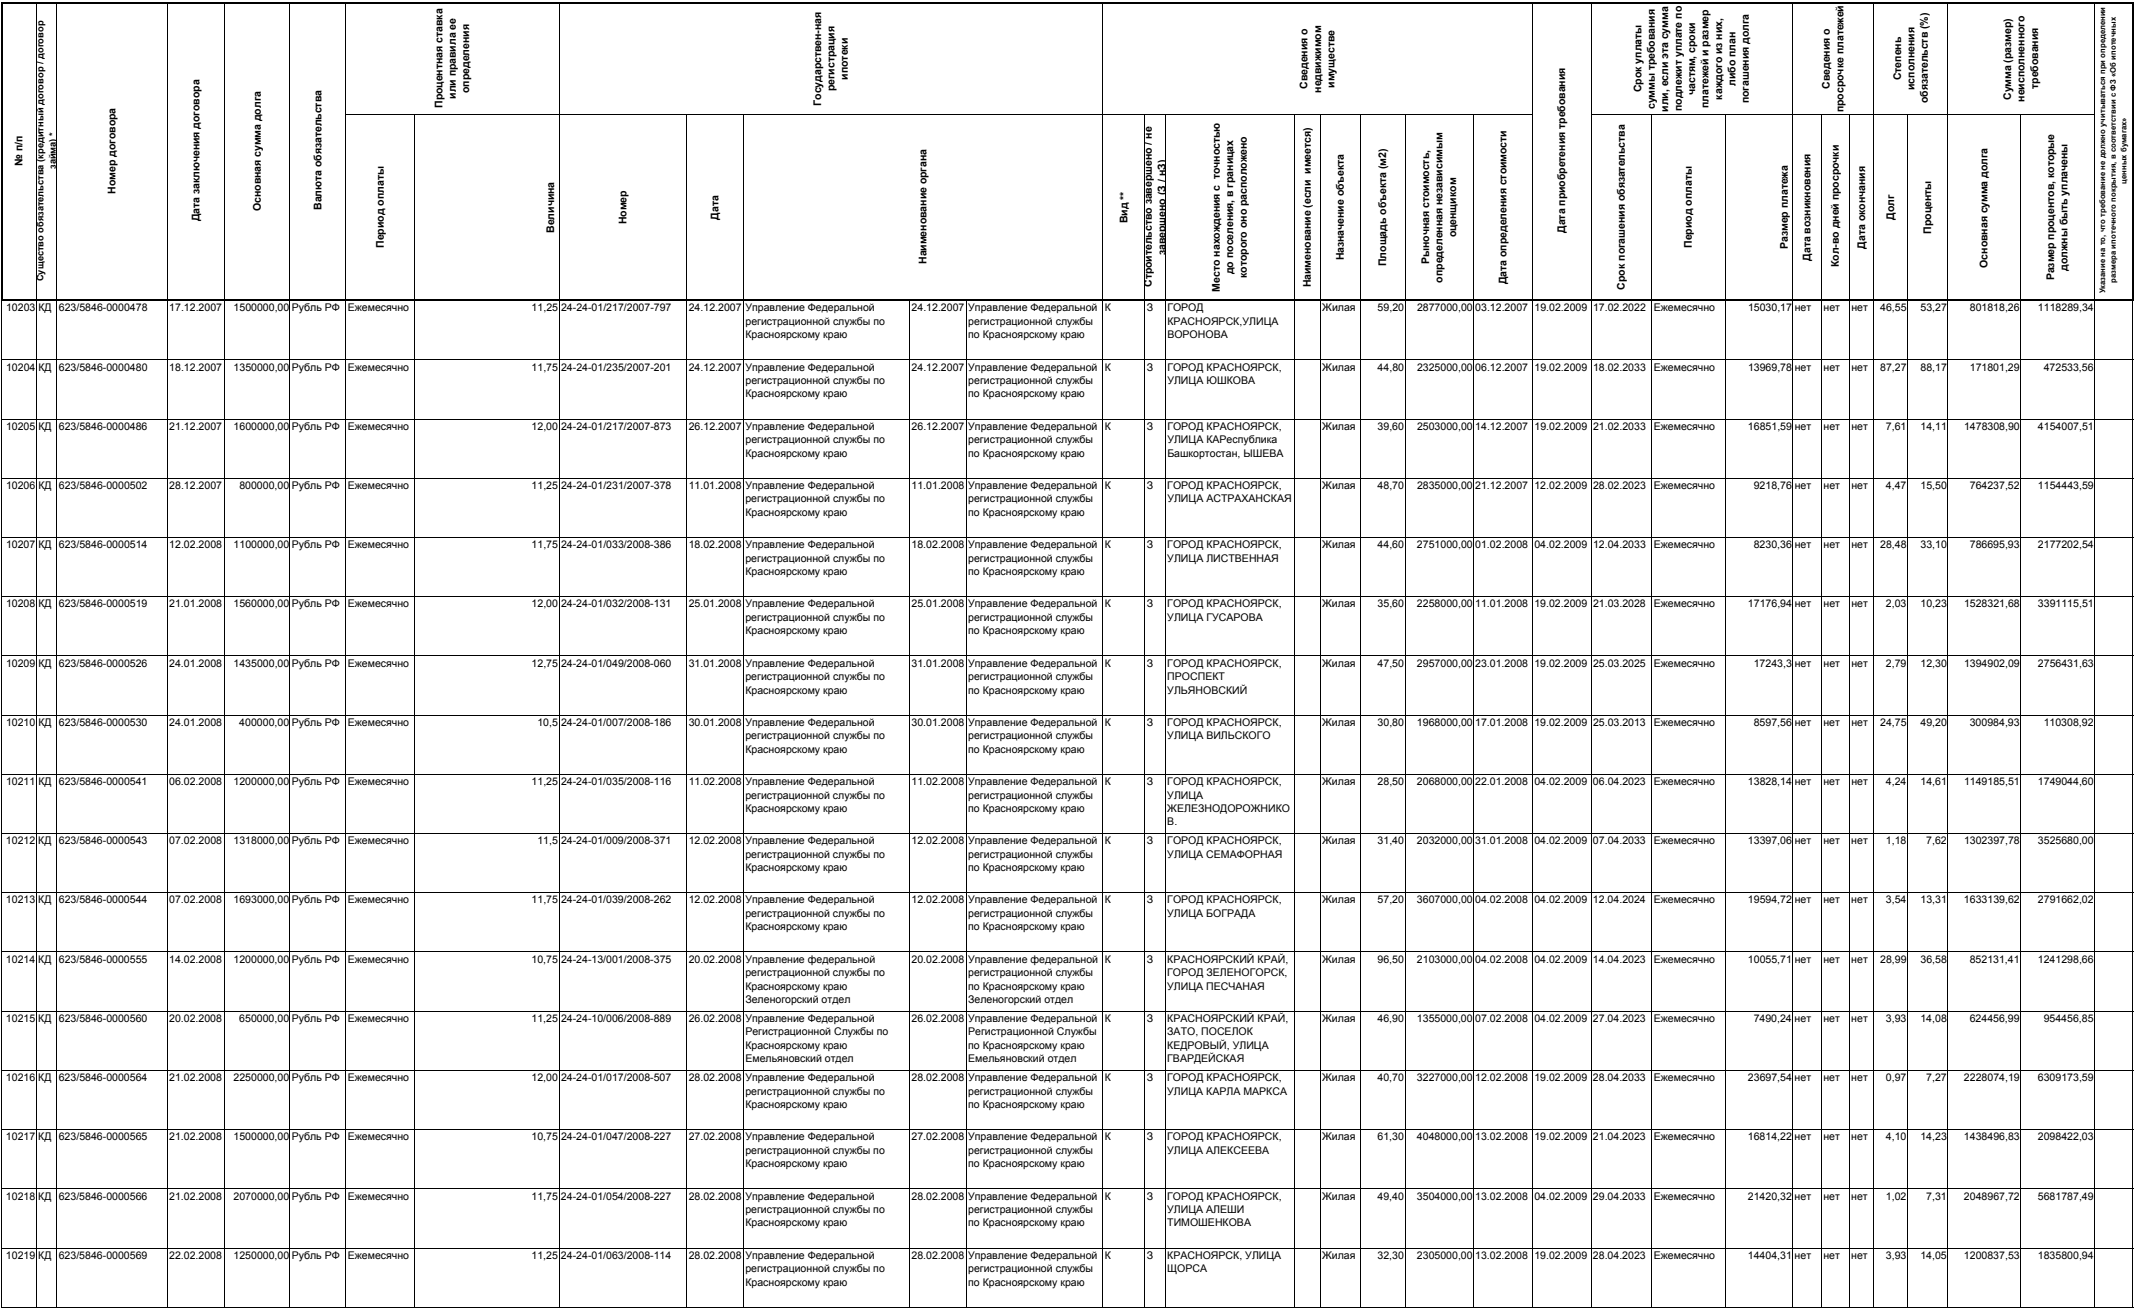 № п/п
Существо обязательства (кредитный договор / договор займа) *
Номер договора
Дата заключения договора
Основная сумма долга
Валюта обязательства
Процентная ставка или правила ее определения
Период оплаты
Величина
Государствен-ная регистрация ипотеки
Номер
Дата
Наименование органа
Сведения о недвижимом имуществе
Вид **
Строительство завершено / не завершено (З / нЗ)
Место нахождения с точностью до поселения, в границах которого оно расположено
Наименование (если имеется)
Назначение объекта
Площадь объекта (м2)
Рыночная стоимость, определенная независимым оценщиком
Дата определения стоимости
Дата приобретения требования
Срок уплаты суммы требования или, если эта сумма подлежит уплате по частям, сроки платежей и размер каждого из них, либо план погашения долга
Срок погашения обязательства
Период оплаты
Размер платежа
Сведения о просрочке платежей
Дата возникновения
Кол-во дней просрочки
Дата окончания
Степень исполнения обязательств (%)
Долг
Проценты
Сумма (размер) неисполненного требования
Основная сумма долга
Размер процентов, которые должны быть уплачены
Указание на то, что требование не должно учитываться при определении размера ипотечного покрытия, в соответствии с ФЗ «Об ипотечных ценных бумагах»
10203 КД 623/5846-0000478 17.12.2007 1500000,00 Рубль РФ Ежемесячно 11,25 24-24-01/217/2007-797 24.12.2007 Управление Федеральной регистрационной службы по Красноярскому краю 24.12.2007 Управление Федеральной регистрационной службы по Красноярскому краю К З ГОРОД КРАСНОЯРСК,УЛИЦА ВОРОНОВА Жилая 59,20 2877000,00 03.12.2007 19.02.2009 17.02.2022 Ежемесячно 15030,17 нет нет нет 46,55 53,27 801818,26 1118289,34
10204 КД 623/5846-0000480 18.12.2007 1350000,00 Рубль РФ Ежемесячно 11,75 24-24-01/235/2007-201 24.12.2007 Управление Федеральной регистрационной службы по Красноярскому краю 24.12.2007 Управление Федеральной регистрационной службы по Красноярскому краю К З ГОРОД КРАСНОЯРСК, УЛИЦА ЮШКОВА Жилая 44,80 2325000,00 06.12.2007 19.02.2009 18.02.2033 Ежемесячно 13969,78 нет нет нет 87,27 88,17 171801,29 472533,56
10205 КД 623/5846-0000486 21.12.2007 1600000,00 Рубль РФ Ежемесячно 12,00 24-24-01/217/2007-873 26.12.2007 Управление Федеральной регистрационной службы по Красноярскому краю 26.12.2007 Управление Федеральной регистрационной службы по Красноярскому краю К З ГОРОД КРАСНОЯРСК, УЛИЦА КАРеспублика Башкортостан, ЫШЕВА Жилая 39,60 2503000,00 14.12.2007 19.02.2009 21.02.2033 Ежемесячно 16851,59 нет нет нет 7,61 14,11 1478308,90 4154007,51
10206 КД 623/5846-0000502 28.12.2007 800000,00 Рубль РФ Ежемесячно 11,25 24-24-01/231/2007-378 11.01.2008 Управление Федеральной регистрационной службы по Красноярскому краю 11.01.2008 Управление Федеральной регистрационной службы по Красноярскому краю К З ГОРОД КРАСНОЯРСК, УЛИЦА АСТРАХАНСКАЯ Жилая 48,70 2835000,00 21.12.2007 12.02.2009 28.02.2023 Ежемесячно 9218,76 нет нет нет 4,47 15,50 764237,52 1154443,59
10207 КД 623/5846-0000514 12.02.2008 1100000,00 Рубль РФ Ежемесячно 11,75 24-24-01/033/2008-386 18.02.2008 Управление Федеральной регистрационной службы по Красноярскому краю 18.02.2008 Управление Федеральной регистрационной службы по Красноярскому краю К З ГОРОД КРАСНОЯРСК, УЛИЦА ЛИСТВЕННАЯ Жилая 44,60 2751000,00 01.02.2008 04.02.2009 12.04.2033 Ежемесячно 8230,36 нет нет нет 28,48 33,10 786695,93 2177202,54
10208 КД 623/5846-0000519 21.01.2008 1560000,00 Рубль РФ Ежемесячно 12,00 24-24-01/032/2008-131 25.01.2008 Управление Федеральной регистрационной службы по Красноярскому краю 25.01.2008 Управление Федеральной регистрационной службы по Красноярскому краю К З ГОРОД КРАСНОЯРСК, УЛИЦА ГУСАРОВА Жилая 35,60 2258000,00 11.01.2008 19.02.2009 21.03.2028 Ежемесячно 17176,94 нет нет нет 2,03 10,23 1528321,68 3391115,51
10209 КД 623/5846-0000526 24.01.2008 1435000,00 Рубль РФ Ежемесячно 12,75 24-24-01/049/2008-060 31.01.2008 Управление Федеральной регистрационной службы по Красноярскому краю 31.01.2008 Управление Федеральной регистрационной службы по Красноярскому краю К З ГОРОД КРАСНОЯРСК, ПРОСПЕКТ УЛЬЯНОВСКИЙ Жилая 47,50 2957000,00 23.01.2008 19.02.2009 25.03.2025 Ежемесячно 17243,3 нет нет нет 2,79 12,30 1394902,09 2756431,63
10210 КД 623/5846-0000530 24.01.2008 400000,00 Рубль РФ Ежемесячно 10,5 24-24-01/007/2008-186 30.01.2008 Управление Федеральной регистрационной службы по Красноярскому краю 30.01.2008 Управление Федеральной регистрационной службы по Красноярскому краю К З ГОРОД КРАСНОЯРСК, УЛИЦА ВИЛЬСКОГО Жилая 30,80 1968000,00 17.01.2008 19.02.2009 25.03.2013 Ежемесячно 8597,56 нет нет нет 24,75 49,20 300984,93 110308,92
10211 КД 623/5846-0000541 06.02.2008 1200000,00 Рубль РФ Ежемесячно 11,25 24-24-01/035/2008-116 11.02.2008 Управление Федеральной регистрационной службы по Красноярскому краю 11.02.2008 Управление Федеральной регистрационной службы по Красноярскому краю К З ГОРОД КРАСНОЯРСК, УЛИЦА ЖЕЛЕЗНОДОРОЖНИКОВ. Жилая 28,50 2068000,00 22.01.2008 04.02.2009 06.04.2023 Ежемесячно 13828,14 нет нет нет 4,24 14,61 1149185,51 1749044,60
10212 КД 623/5846-0000543 07.02.2008 1318000,00 Рубль РФ Ежемесячно 11,5 24-24-01/009/2008-371 12.02.2008 Управление Федеральной регистрационной службы по Красноярскому краю 12.02.2008 Управление Федеральной регистрационной службы по Красноярскому краю К З ГОРОД КРАСНОЯРСК, УЛИЦА СЕМАФОРНАЯ Жилая 31,40 2032000,00 31.01.2008 04.02.2009 07.04.2033 Ежемесячно 13397,06 нет нет нет 1,18 7,62 1302397,78 3525680,00
10213 КД 623/5846-0000544 07.02.2008 1693000,00 Рубль РФ Ежемесячно 11,75 24-24-01/039/2008-262 12.02.2008 Управление Федеральной регистрационной службы по Красноярскому краю 12.02.2008 Управление Федеральной регистрационной службы по Красноярскому краю К З ГОРОД КРАСНОЯРСК, УЛИЦА БОГРАДА Жилая 57,20 3607000,00 04.02.2008 04.02.2009 12.04.2024 Ежемесячно 19594,72 нет нет нет 3,54 13,31 1633139,62 2791662,02
10214 КД 623/5846-0000555 14.02.2008 1200000,00 Рубль РФ Ежемесячно 10,75 24-24-13/001/2008-375 20.02.2008 Управление федеральной регистрационной службы по Красноярскому краю Зеленогорский отдел 20.02.2008 Управление федеральной регистрационной службы по Красноярскому краю Зеленогорский отдел К З КРАСНОЯРСКИЙ КРАЙ, ГОРОД ЗЕЛЕНОГОРСК, УЛИЦА ПЕСЧАНАЯ Жилая 96,50 2103000,00 04.02.2008 04.02.2009 14.04.2023 Ежемесячно 10055,71 нет нет нет 28,99 36,58 852131,41 1241298,66
10215 КД 623/5846-0000560 20.02.2008 650000,00 Рубль РФ Ежемесячно 11,25 24-24-10/006/2008-889 26.02.2008 Управление Федеральной Регистрационной Службы по Красноярскому краю Емельяновский отдел 26.02.2008 Управление Федеральной Регистрационной Службы по Красноярскому краю Емельяновский отдел К З КРАСНОЯРСКИЙ КРАЙ, ЗАТО, ПОСЕЛОК КЕДРОВЫЙ, УЛИЦА ГВАРДЕЙСКАЯ Жилая 46,90 1355000,00 07.02.2008 04.02.2009 27.04.2023 Ежемесячно 7490,24 нет нет нет 3,93 14,08 624456,99 954456,85
10216 КД 623/5846-0000564 21.02.2008 2250000,00 Рубль РФ Ежемесячно 12,00 24-24-01/017/2008-507 28.02.2008 Управление Федеральной регистрационной службы по Красноярскому краю 28.02.2008 Управление Федеральной регистрационной службы по Красноярскому краю К З ГОРОД КРАСНОЯРСК, УЛИЦА КАРЛА МАРКСА Жилая 40,70 3227000,00 12.02.2008 19.02.2009 28.04.2033 Ежемесячно 23697,54 нет нет нет 0,97 7,27 2228074,19 6309173,59
10217 КД 623/5846-0000565 21.02.2008 1500000,00 Рубль РФ Ежемесячно 10,75 24-24-01/047/2008-227 27.02.2008 Управление Федеральной регистрационной службы по Красноярскому краю 27.02.2008 Управление Федеральной регистрационной службы по Красноярскому краю К З ГОРОД КРАСНОЯРСК, УЛИЦА АЛЕКСЕЕВА Жилая 61,30 4048000,00 13.02.2008 19.02.2009 21.04.2023 Ежемесячно 16814,22 нет нет нет 4,10 14,23 1438496,83 2098422,03
10218 КД 623/5846-0000566 21.02.2008 2070000,00 Рубль РФ Ежемесячно 11,75 24-24-01/054/2008-227 28.02.2008 Управление Федеральной регистрационной службы по Красноярскому краю 28.02.2008 Управление Федеральной регистрационной службы по Красноярскому краю К З ГОРОД КРАСНОЯРСК, УЛИЦА АЛЕШИ ТИМОШЕНКОВА Жилая 49,40 3504000,00 13.02.2008 04.02.2009 29.04.2033 Ежемесячно 21420,32 нет нет нет 1,02 7,31 2048967,72 5681787,49
10219 КД 623/5846-0000569 22.02.2008 1250000,00 Рубль РФ Ежемесячно 11,25 24-24-01/063/2008-114 28.02.2008 Управление Федеральной регистрационной службы по Красноярскому краю 28.02.2008 Управление Федеральной регистрационной службы по Красноярскому краю К З КРАСНОЯРСК, УЛИЦА ЩОРСА Жилая 32,30 2305000,00 13.02.2008 19.02.2009 28.04.2023 Ежемесячно 14404,31 нет нет нет 3,93 14,05 1200837,53 1835800,94